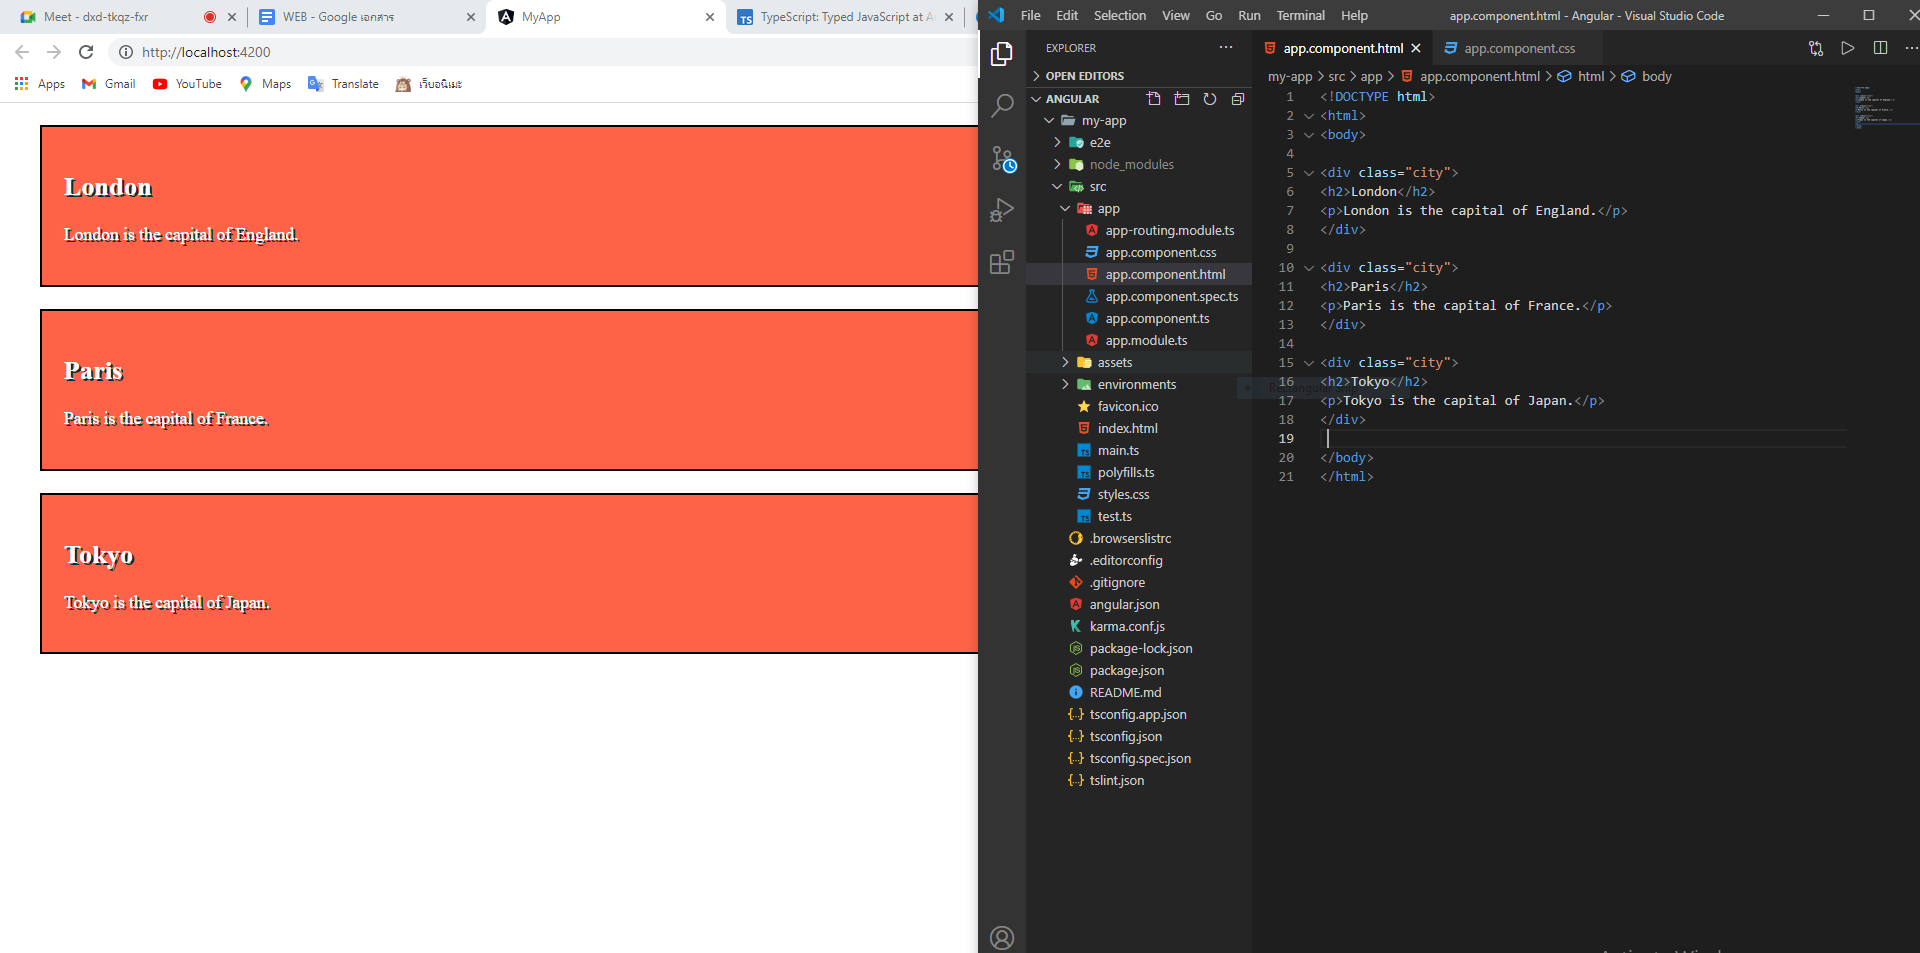 Meet - dxd-tkqz-fxr
WEB - Google เอกสาร
MyApp
TypeScript: Typed JavaScript at A
http://localhost:4200
Apps
Gmail
YouTube
Maps
Translate
เรื่อยนิเมะ
London
London is the capital of England.
Paris
Paris is the capital of France.
Tokyo
Tokyo is the capital of Japan.
File Edit Selection View Go Run Terminal Help
app.component.html - Angular - Visual Studio Code
EXPLORER
OPEN EDITORS
ANGULAR
my-app
e2e
node_modules
src
app
app-routing.module.ts
app.component.css
app.component.html
app.component.spec.ts
app.component.ts
app.module.ts
assets
environments
favicon.ico
index.html
main.ts
polyfills.ts
styles.css
test.ts
.browserslistrc
.editorconfig
.gitignore
angular.json
karma.conf.js
package-lock.json
package.json
README.md
tsconfig.app.json
tsconfig.json
tsconfig.spec.json
tslint.json
app.component.html
app.component.css
my-app > src > app > app.component.html > html > body
1 <!DOCTYPE html>
2 <html>
3 <body>
4
5 <div class="city">
6 <h2>London</h2>
7 <p>London is the capital of England.</p>
8 </div>
9
10 <div class="city">
11 <h2>Paris</h2>
12 <p>Paris is the capital of France.</p>
13 </div>
14
15 <div class="city">
16 <h2>Tokyo</h2>
17 <p>Tokyo is the capital of Japan.</p>
18 </div>
19
20 </body>
21 </html>